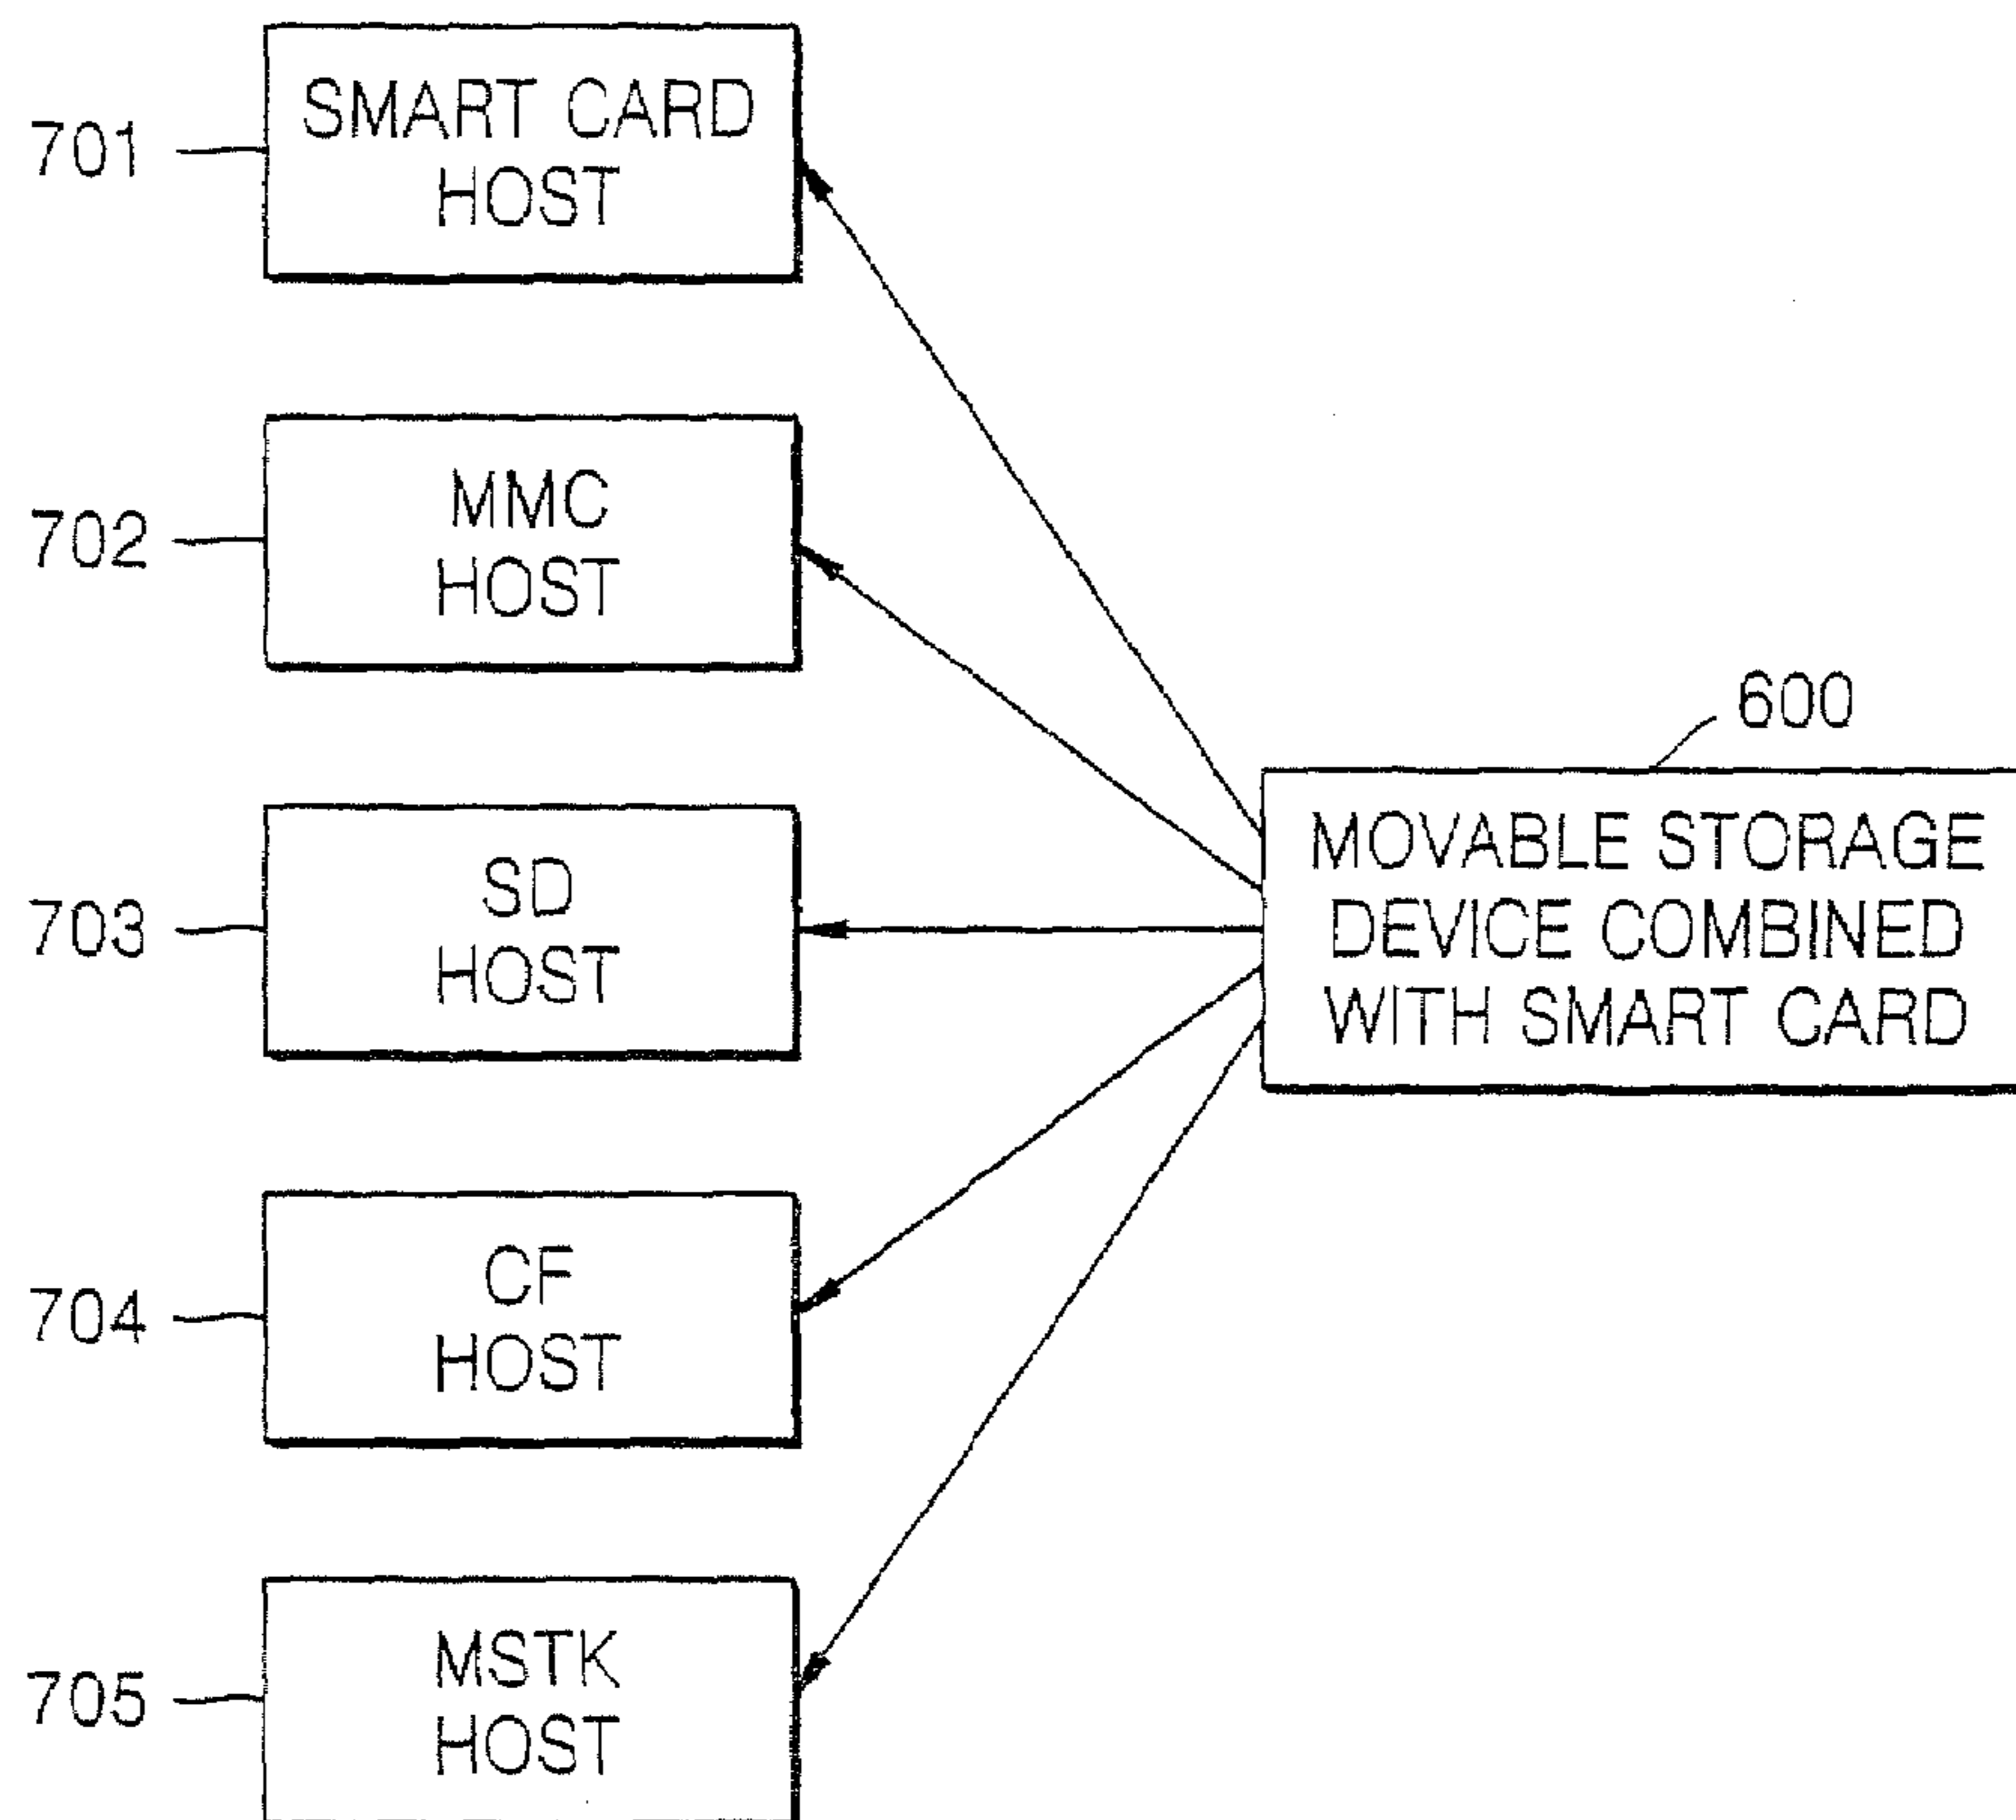 701
SMART CARD
HOST
702
MMC
HOST
600
703
SD
HOST
MOVABLE STORAGE
DEVICE COMBINED
WITH SMART CARD
704
CF
HOST
705
MSTK
HOST